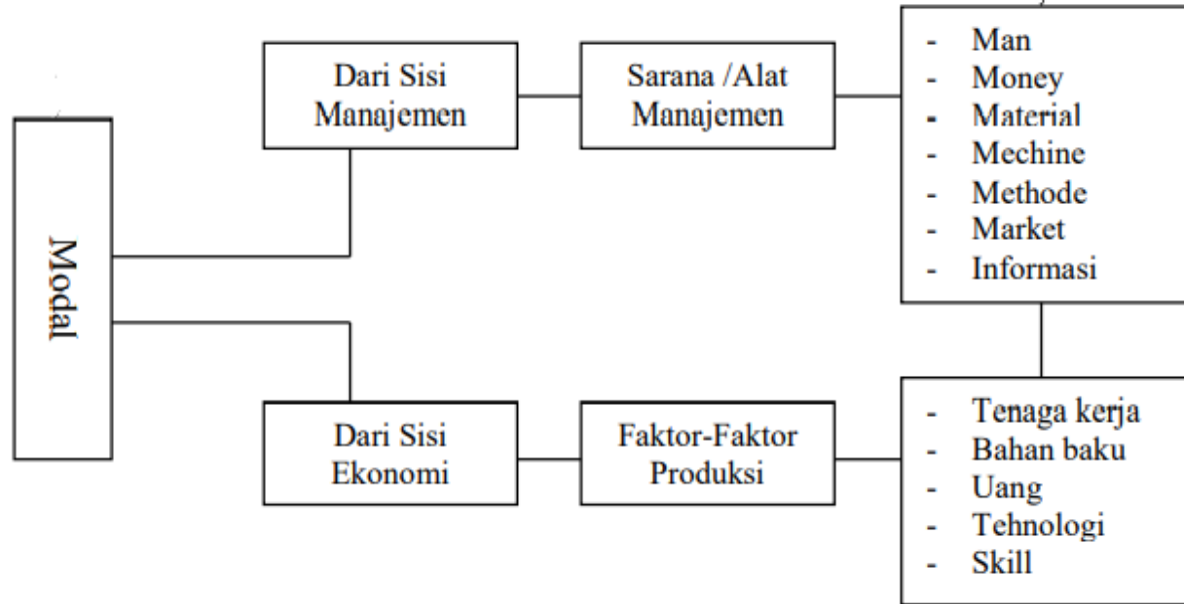 Modal
Dari Sisi
Manajemen
Sarana /Alat
Manajemen
- Man
- Money
- Material
- Mechine
- Methode
- Market
- Informasi
Dari Sisi
Ekonomi
Faktor-Faktor
Produksi
- Tenaga kerja
- Bahan baku
- Uang
- Tehnologi
- Skill